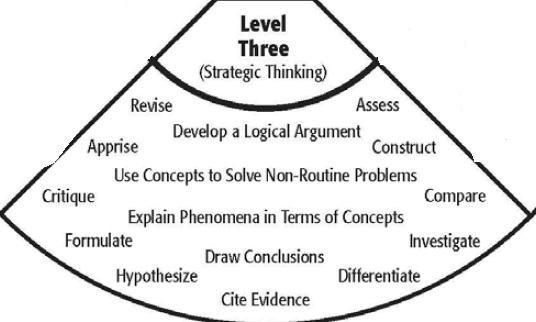 Level
Three
(Strategic Thinking)
Revise
Assess
Develop a Logical Argument
Apprise
Construct
Use Concepts to Solve Non-Routine Problems
Critique
Compare
Explain Phenomena in Terms of Concepts
Formulate
Investigate
Draw Conclusions
Hypothesize
Differentiate
Cite Evidence